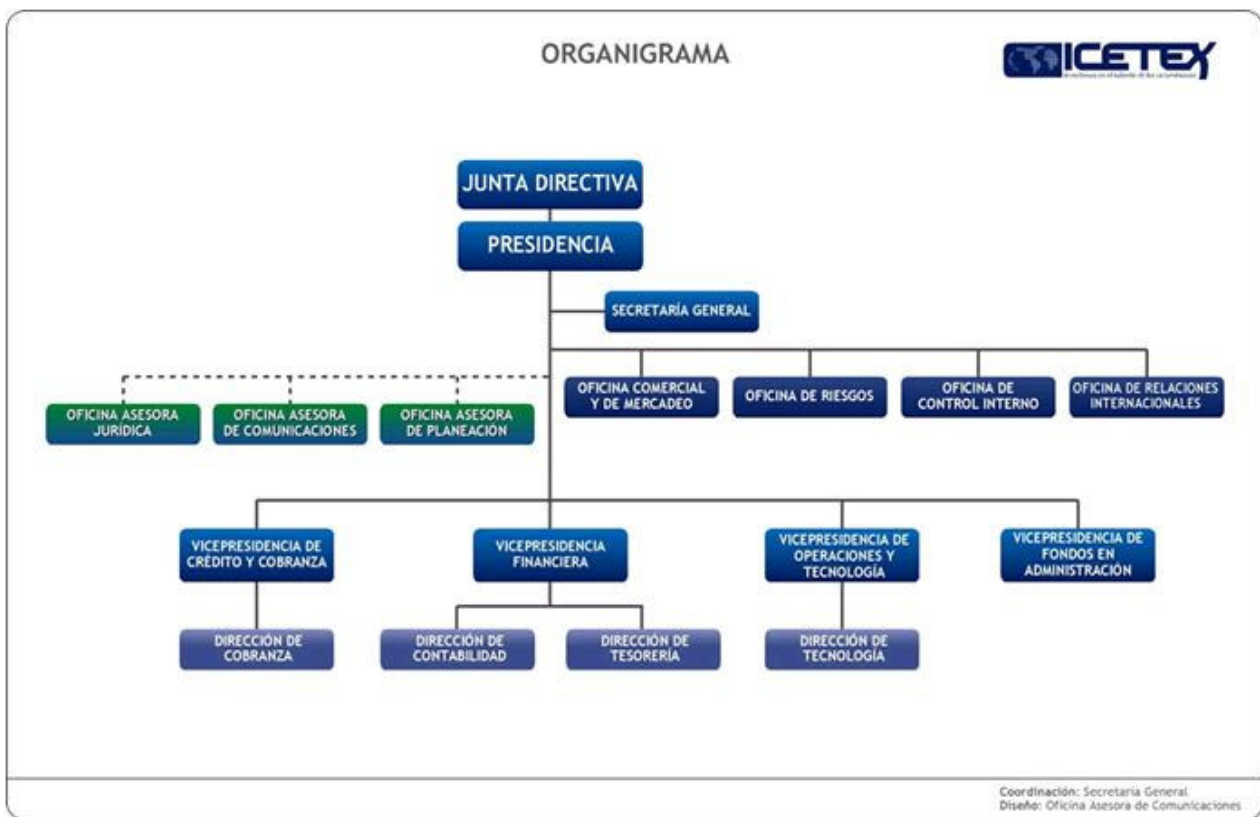 ORGANIGRAMA
ICETEX
JUNTA DIRECTIVA
PRESIDENCIA
SECRETARÍA GENERAL
OFICINA COMERCIAL
Y DE MERCADEO
OFICINA DE RIESGOS
OFICINA DE
CONTROL INTERNO
OFICINA DE RELACIONES
INTERNACIONALES
OFICINA ASESORA
JURÍDICA
OFICINA ASESORA
DE COMUNICACIONES
OFICINA ASESORA
DE PLANEACIÓN
VICEPRESIDENCIA DE
CRÉDITO Y COBRANZA
VICEPRESIDENCIA
FINANCIERA
VICEPRESIDENCIA DE
OPERACIONES Y
TECNOLOGÍA
VICEPRESIDENCIA DE
FONDOS EN
ADMINISTRACIÓN
DIRECCIÓN DE
COBRANZA
DIRECCIÓN DE
CONTABILIDAD
DIRECCIÓN DE
TESORERÍA
DIRECCIÓN DE
TECNOLOGÍA
Coordinación: Secretaría General
Diseño: Oficina Asesora de Comunicaciones